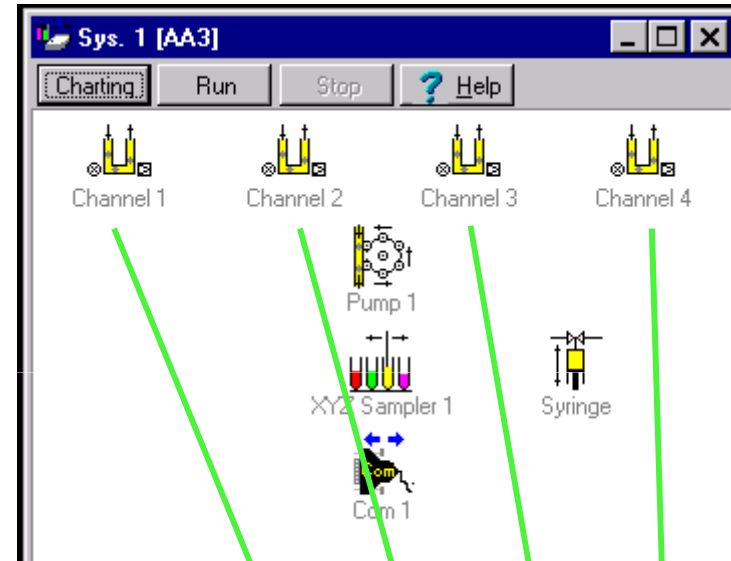 Sys. 1 [AA3]
Charting Run Stop ? Help
Channel 1 Channel 2 Channel 3 Channel 4
Pump 1
XYZ Sampler 1 Syringe
Com
Com 1